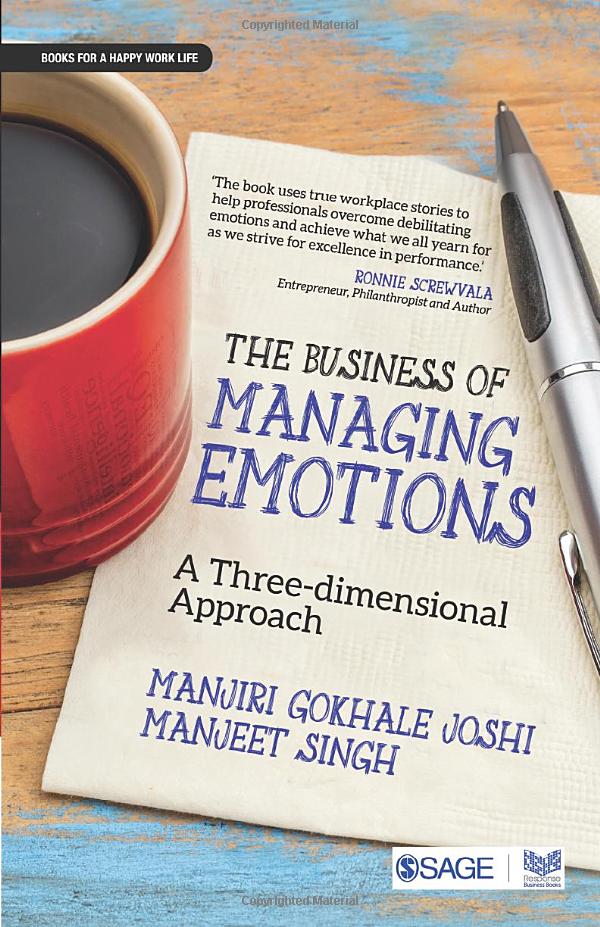 Copyrighted Material
BOOKS FOR A HAPPY WORK LIFE
‘The book uses true workplace stories to
help professionals overcome debilitating
emotions and achieve what we all yearn for
as we strive for excellence in performance.’
RONNIE SCREWVALA
Entrepreneur, Philanthropist and Author
THE BUSINESS OF
MANAGING
EMOTIONS
A Three-dimensional
Approach
MANJIRI GOKHALE JOSHI
MANJEET SINGH
SAGE
Response
Business Books
Copyrighted Material